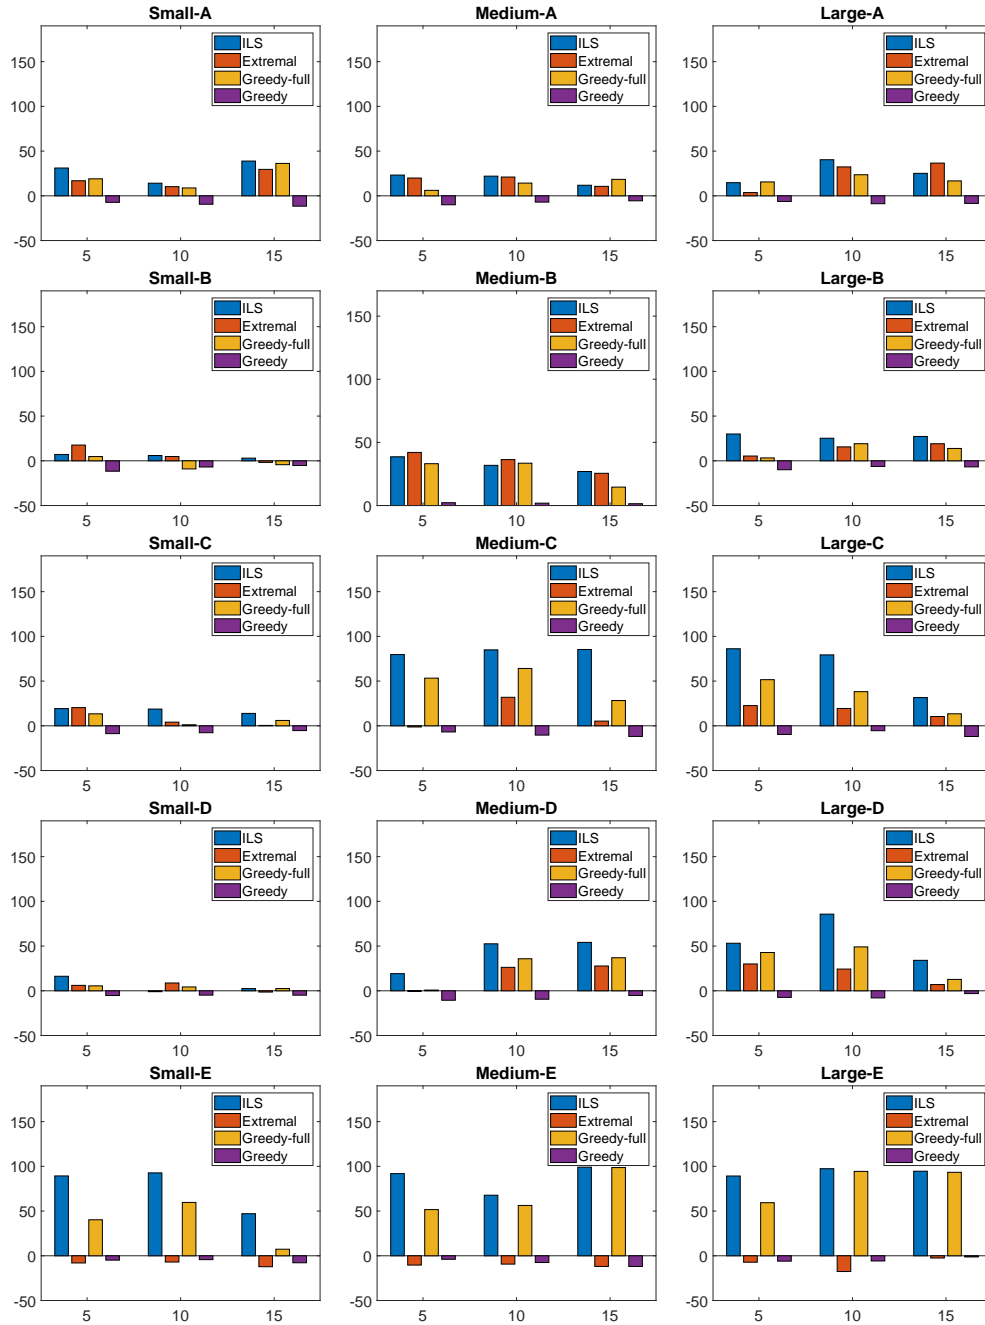 Small-A
Medium-A
Large-A
ILS
Extremal
Greedy-full
Greedy
150
100
50
0
-50
5
10
15
ILS
Extremal
Greedy-full
Greedy
150
100
50
0
-50
5
10
15
ILS
Extremal
Greedy-full
Greedy
150
100
50
0
-50
5
10
15
Small-B
Medium-B
Large-B
ILS
Extremal
Greedy-full
Greedy
150
100
50
0
-50
5
10
15
ILS
Extremal
Greedy-full
Greedy
150
100
50
0
5
10
15
ILS
Extremal
Greedy-full
Greedy
150
100
50
0
-50
5
10
15
Small-C
Medium-C
Large-C
ILS
Extremal
Greedy-full
Greedy
150
100
50
0
-50
5
10
15
ILS
Extremal
Greedy-full
Greedy
150
100
50
0
-50
5
10
15
ILS
Extremal
Greedy-full
Greedy
150
100
50
0
-50
5
10
15
Small-D
Medium-D
Large-D
ILS
Extremal
Greedy-full
Greedy
150
100
50
0
-50
5
10
15
ILS
Extremal
Greedy-full
Greedy
150
100
50
0
-50
5
10
15
ILS
Extremal
Greedy-full
Greedy
150
100
50
0
-50
5
10
15
Small-E
Medium-E
Large-E
ILS
Extremal
Greedy-full
Greedy
150
100
50
0
-50
5
10
15
ILS
Extremal
Greedy-full
Greedy
150
100
50
0
-50
5
10
15
ILS
Extremal
Greedy-full
Greedy
150
100
50
0
-50
5
10
15